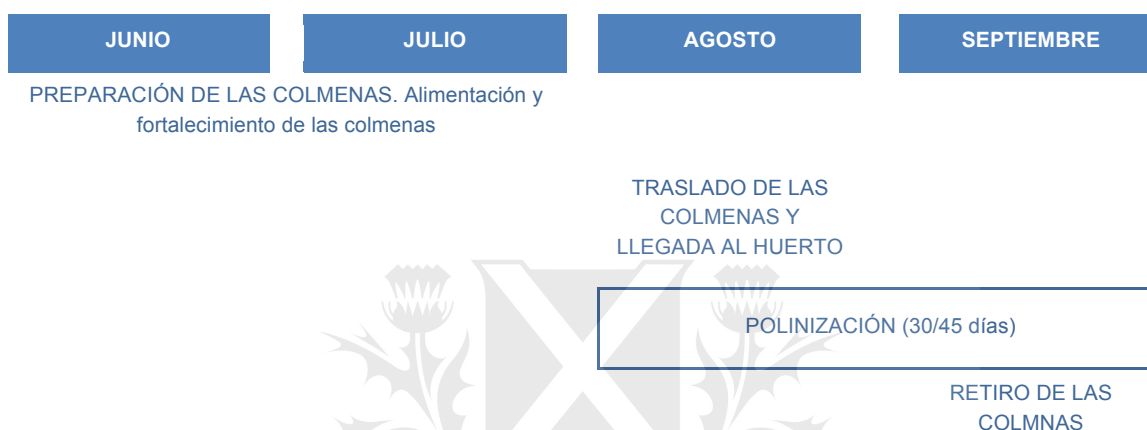 JUNIO JULIO AGOSTO SEPTIEMBRE
PREPARACIÓN DE LAS COLMENAS. Alimentación y
fortalecimiento de las colmenas
TRASLADO DE LAS
COLMENAS Y
LLEGADA AL HUERTO
POLINIZACIÓN (30/45 días)
RETIRO DE LAS
COLMNAS